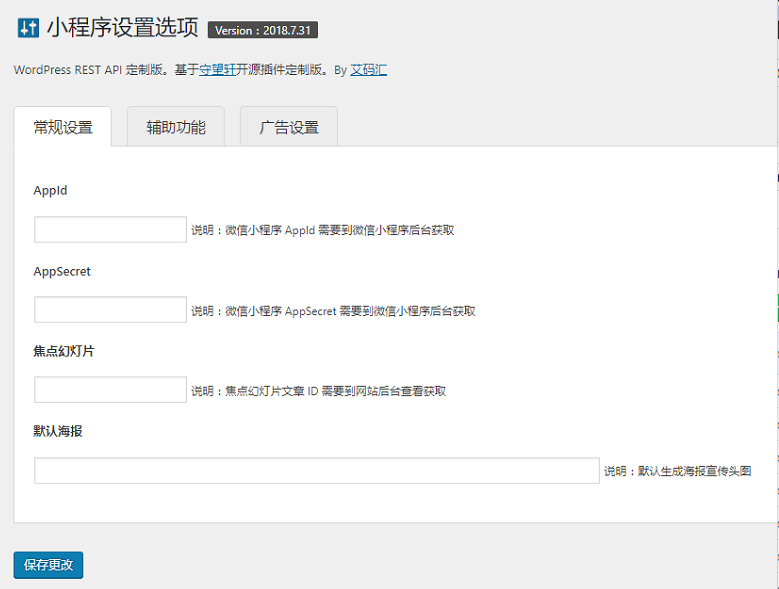 小程序设置选项 Version：2018.7.31
WordPress REST API 定制版。基于守望轩开源插件定制版。By 艾码汇
常规设置 辅助功能 广告设置
AppId
说明：微信小程序 AppId 需要到微信小程序后台获取
AppSecret
说明：微信小程序 AppSecret 需要到微信小程序后台获取
焦点幻灯片
说明：焦点幻灯片文章 ID 需要到网站后台查看获取
默认海报
说明：默认生成海报宣传头图
保存更改